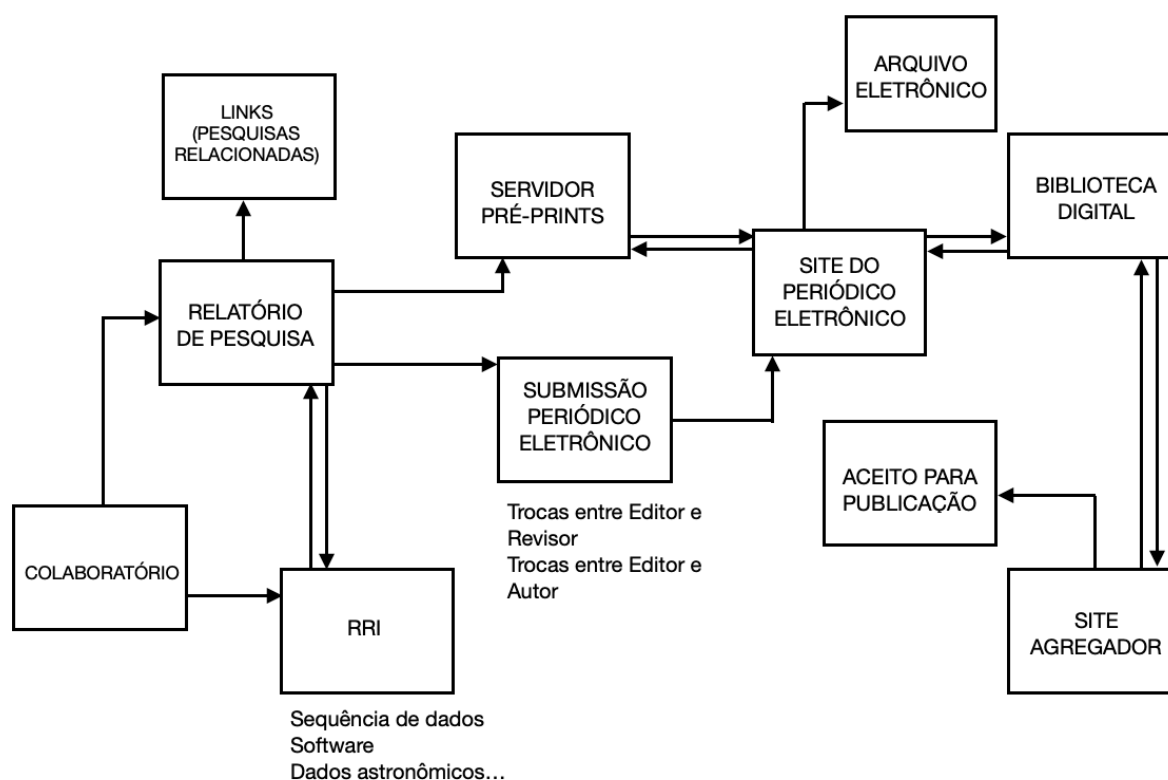 LINKS
(PESQUISAS
RELACIONADAS)
ARQUIVO
ELETRÔNICO
SERVIDOR
PRÉ-PRINTS
BIBLIOTECA
DIGITAL
RELATÓRIO
DE PESQUISA
SITE DO
PERIÓDICO
ELETRÔNICO
SUBMISSÃO
PERIÓDICO
ELETRÔNICO
Trocas entre Editor e
Revisor
Trocas entre Editor e
Autor
ACEITO PARA
PUBLICAÇÃO
COLABORATÓRIO
RRI
Sequência de dados
Software
Dados astronômicos…
SITE
AGREGADOR